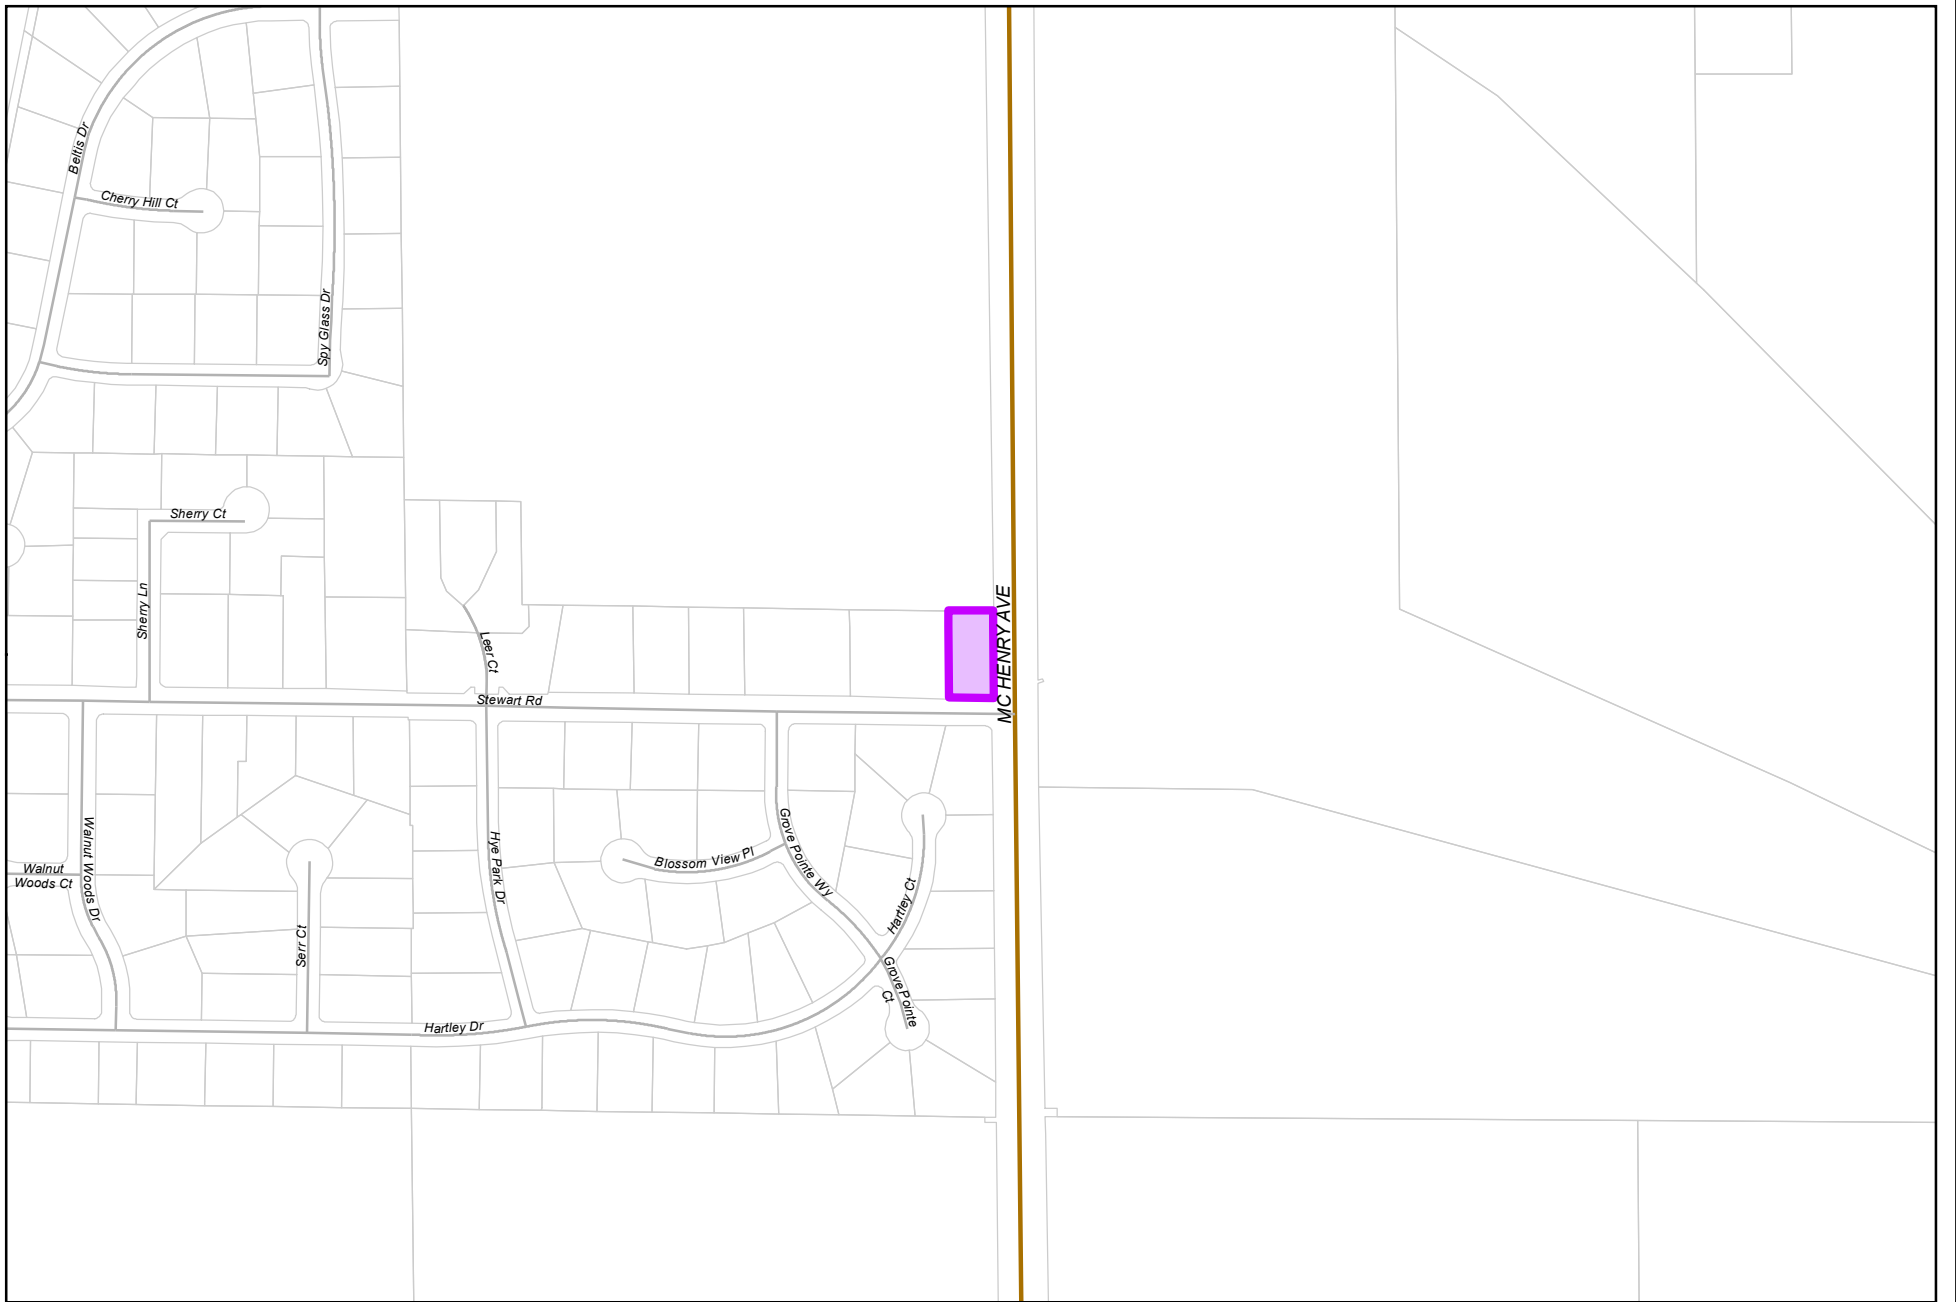 Beltis Dr
Cherry Hill Ct
Spy Glass Dr
Sherry Ct
Sherry Ln
Leer Ct
MC HENRY AVE
Stewart Rd
Walnut Woods Dr
Walnut
Woods Ct
Hye Park Dr
Blossom View Pl
Grove Pointe Wy
Hartley Ct
Serr Ct
Grove Pointe
Ct
Hartley Dr